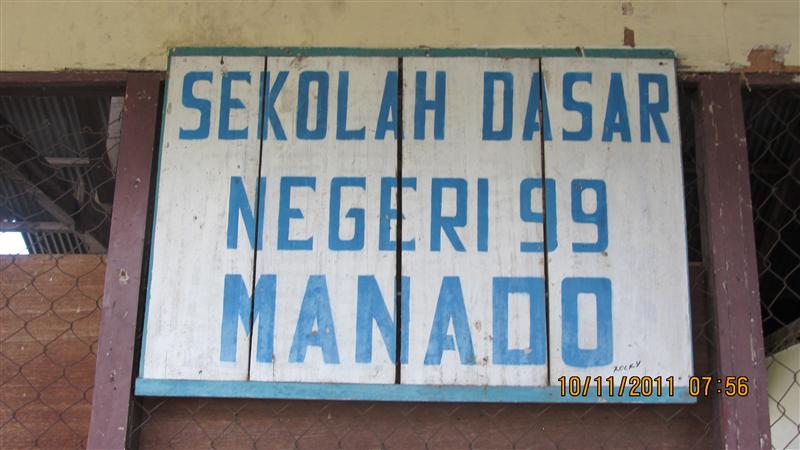 SEKOLAH DASAR
NEGERI 99
MANADO
ROCKY
10/11/2011 07:56